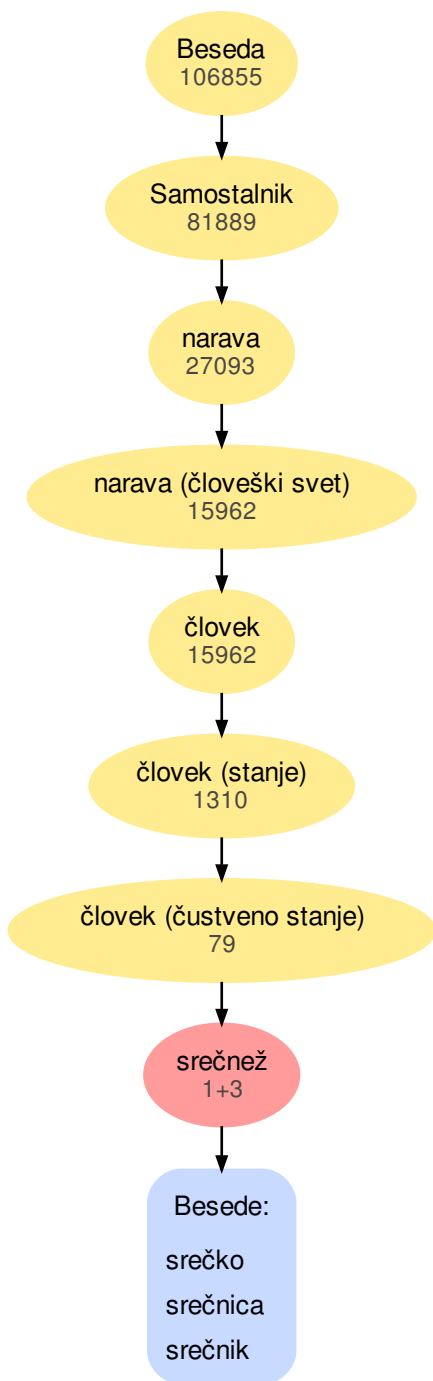 Beseda
106855
Samostalnik
81889
narava
27093
narava (človeški svet)
15962
človek
15962
človek (stanje)
1310
človek (čustveno stanje)
79
srečnež
1+3
Besede:
srečko
srečnica
srečnik